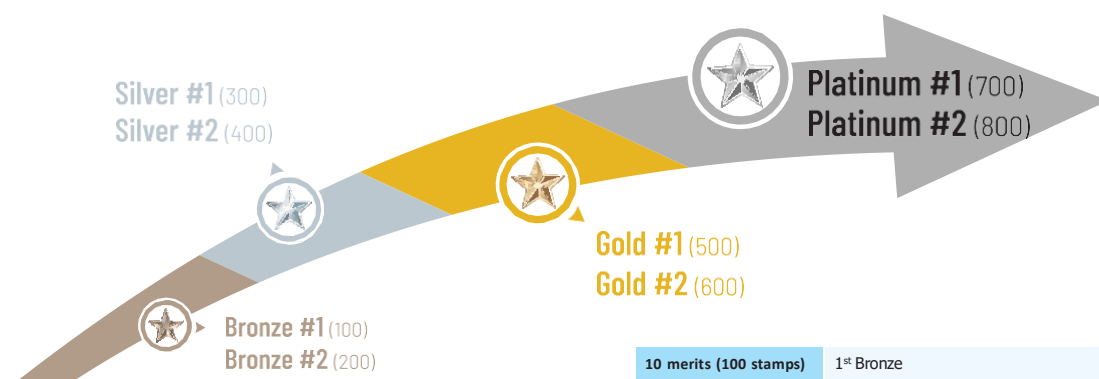 Silver #1 (300)
Silver #2 (400)
Platinum #1 (700)
Platinum #2 (800)
Gold #1 (500)
Gold #2 (600)
Bronze #1 (100)
Bronze #2 (200)
10 merits (100 stamps) 1st Bronze